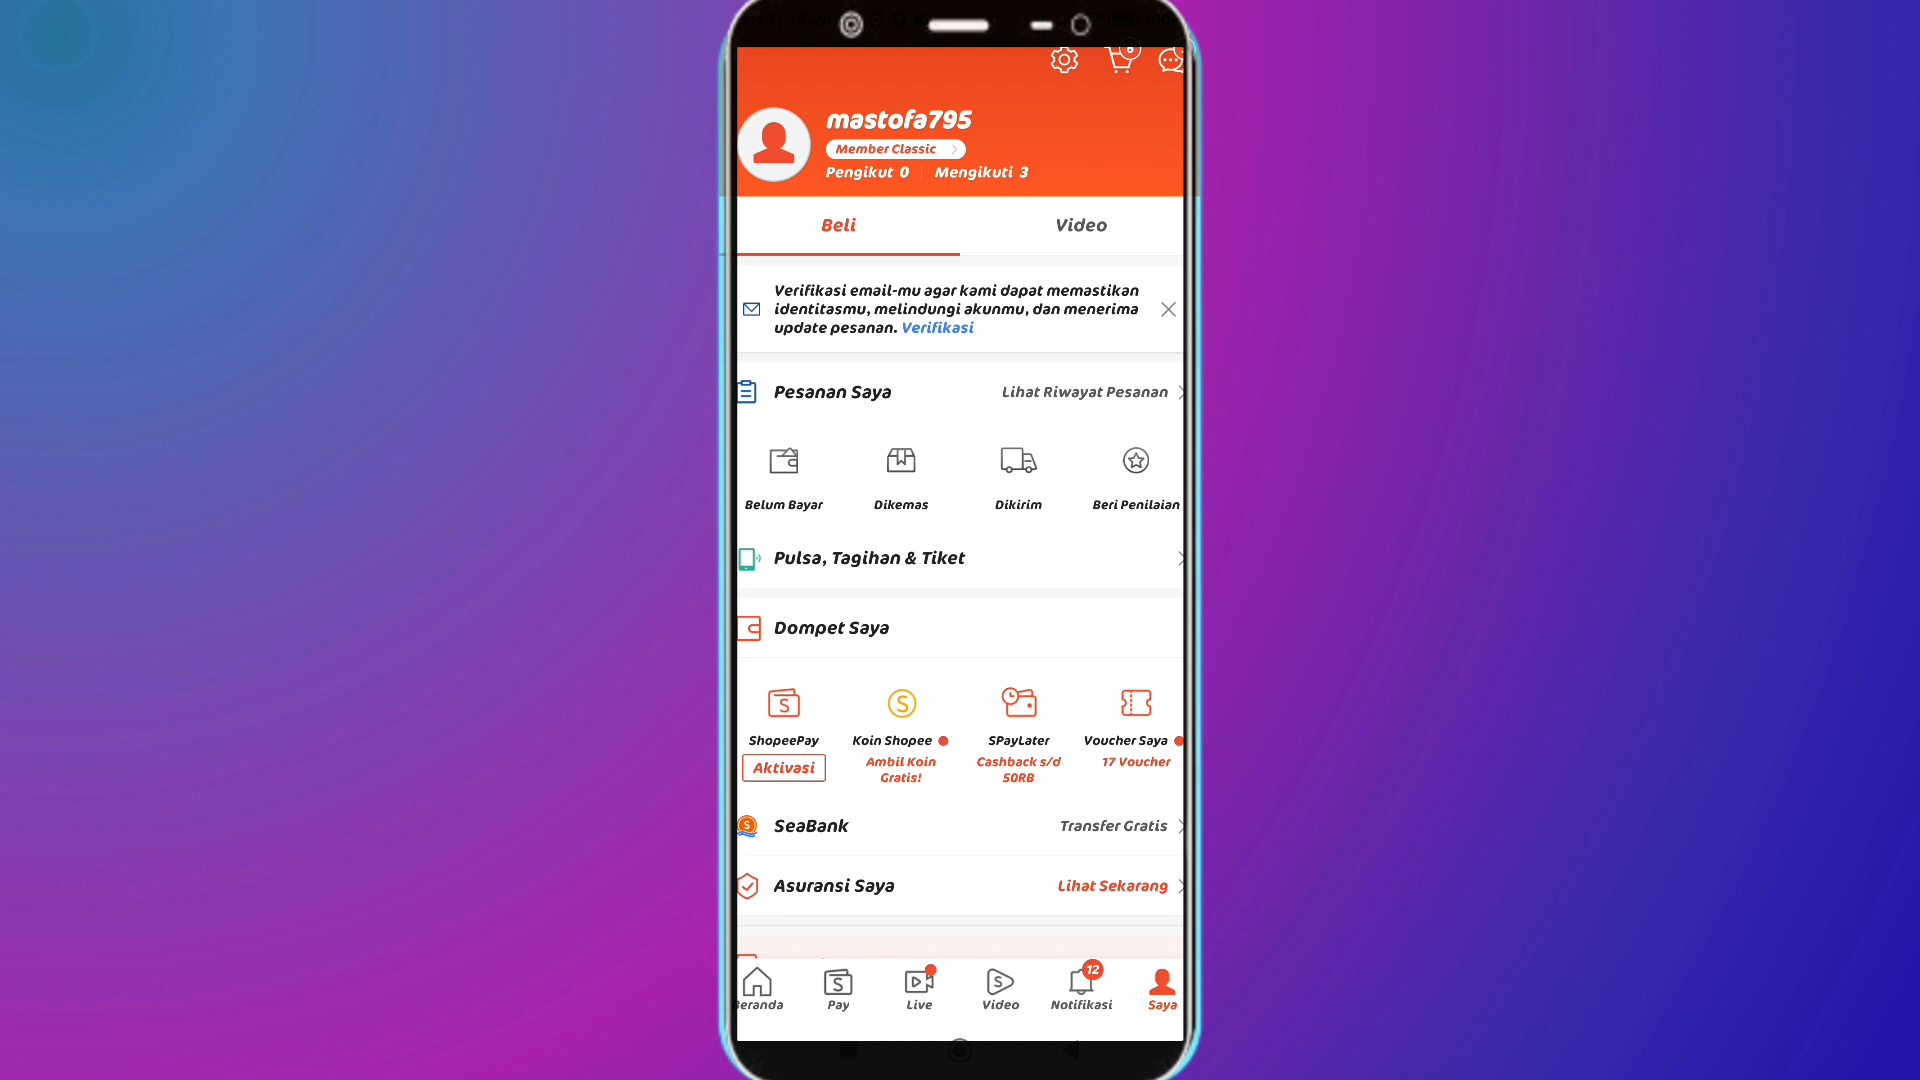 mastofa795
Member Classic
Pengikut 0 Mengikuti 3
Beli Video
Verifikasi email-mu agar kami dapat memastikan
identitasmu, melindungi akunmu, dan menerima
update pesanan. Verifikasi
Pesanan Saya Lihat Riwayat Pesanan
Belum Bayar Dikemas Dikirim Beri Penilaian
Pulsa, Tagihan & Tiket
Dompet Saya
ShopeePay Koin Shopee SPayLater Voucher Saya
Aktivasi Ambil Koin Gratis! Cashback s/d 50RB 17 Voucher
SeaBank Transfer Gratis
Asuransi Saya Lihat Sekarang
12
Beranda Pay Live Video Notifikasi Saya